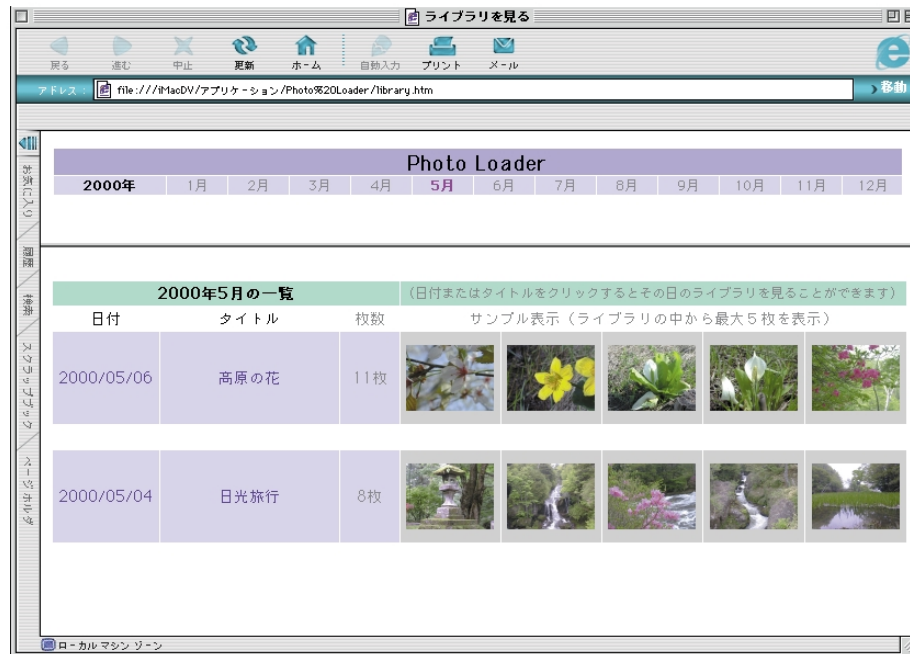 ライブラリを見る
戻る 進む 中止 更新 ホーム 自動入力 プリント メール
アドレス： file:///iMacDV/アプリケーション/Photo%20Loader/library.htm 移動
お気に入り
履歴
検索
スクラップブック
ページホルダ
Photo Loader
2000年 1月 2月 3月 4月 5月 6月 7月 8月 9月 10月 11月 12月
2000年5月の一覧 （日付またはタイトルをクリックするとその日のライブラリを見ることができます）
日付 タイトル 枚数 サンプル表示（ライブラリの中から最大５枚を表示）
2000/05/06 高原の花 11枚
2000/05/04 日光旅行 8枚
ローカル マシン ゾーン